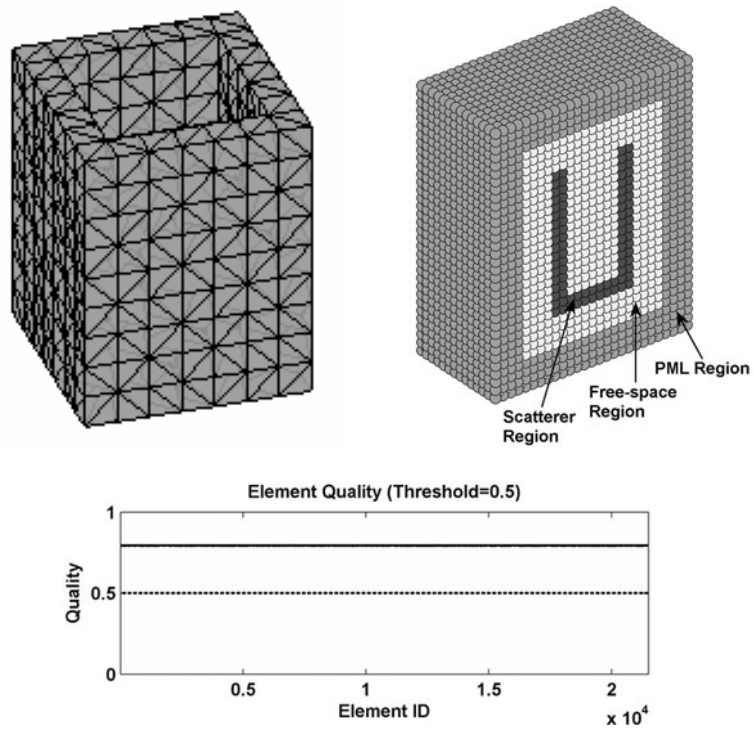 PML Region
Free-space
Region
Scatterer
Region
Element Quality (Threshold=0.5)
1
0.5
0
Quality
0.5 1 1.5 2
Element ID
x 10^4